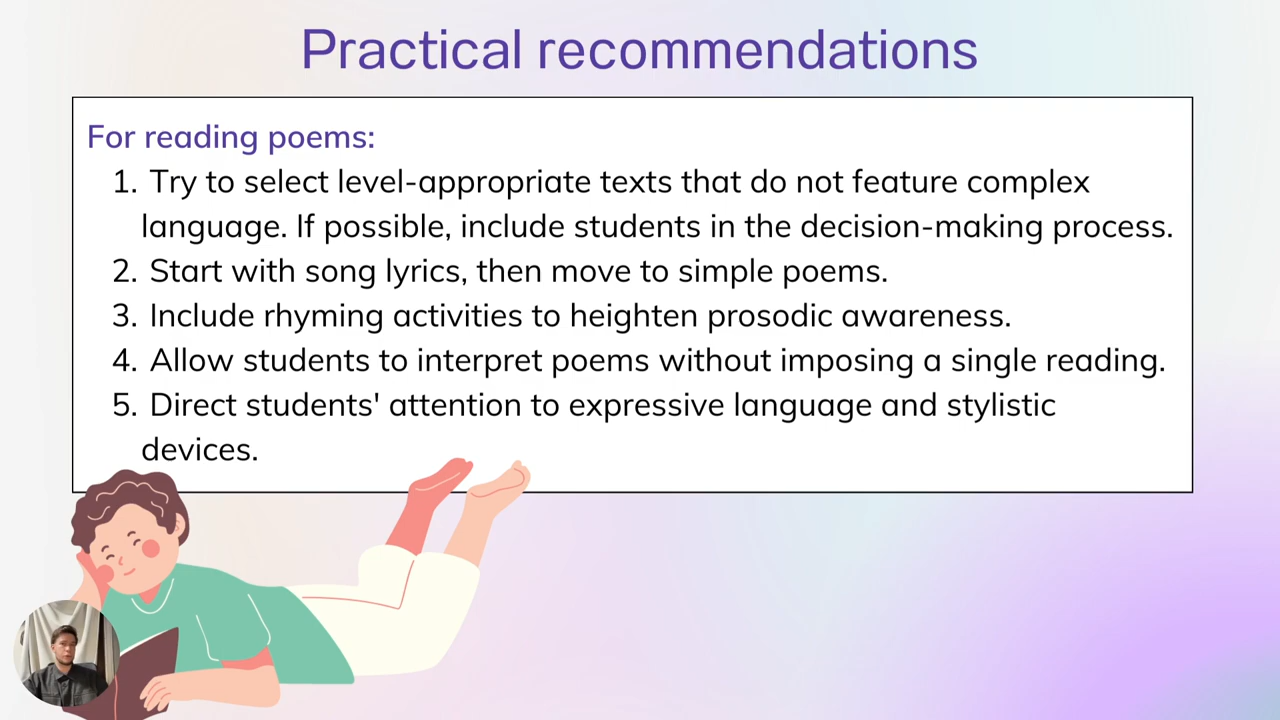 Practical recommendations
For reading poems:
1. Try to select level-appropriate texts that do not feature complex
language. If possible, include students in the decision-making process.
2. Start with song lyrics, then move to simple poems.
3. Include rhyming activities to heighten prosodic awareness.
4. Allow students to interpret poems without imposing a single reading.
5. Direct students' attention to expressive language and stylistic
devices.